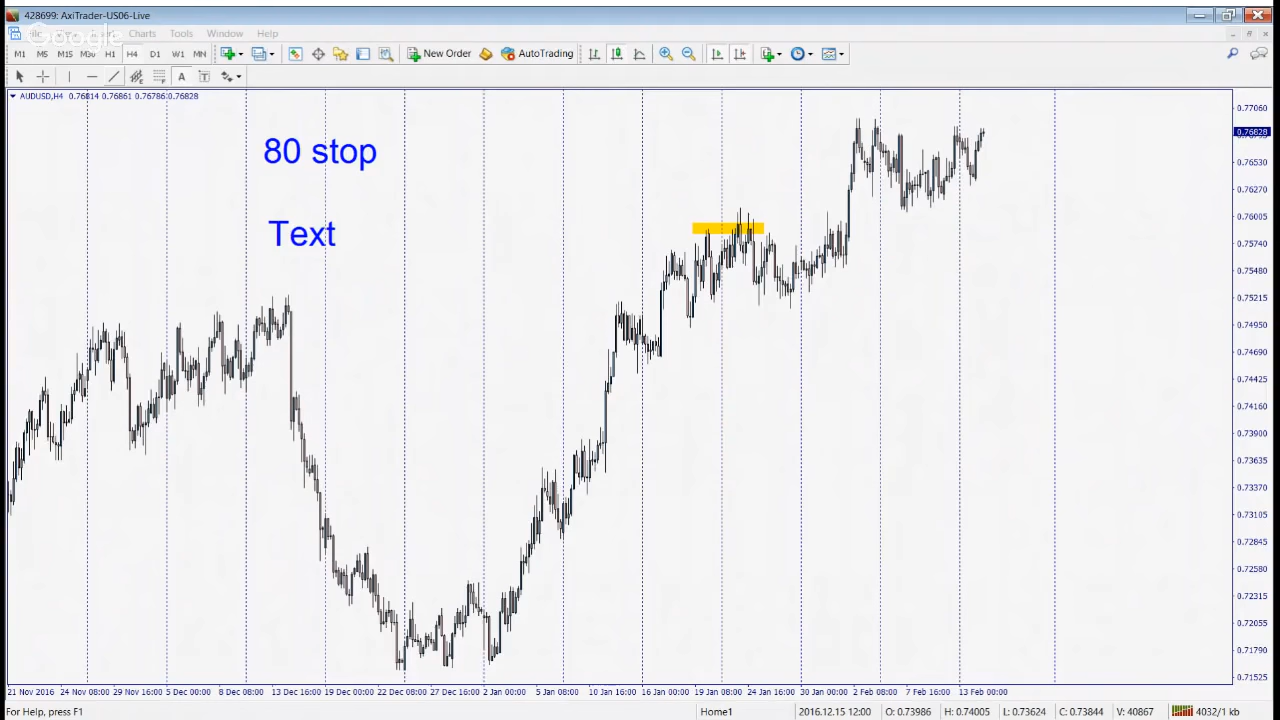 428699: AxiTrader-US06-Live
Google
Charts Tools Window Help
M1 M5 M15 M30 H1 H4 D1 W1 MN New Order AutoTrading
A T
AUDUSD,H4 0.76814 0.76861 0.76786 0.76828
80 stop
Text
0.77060
0.76828
0.76530
0.76270
0.76005
0.75740
0.75480
0.75215
0.74950
0.74690
0.74425
0.74160
0.73900
0.73635
0.73370
0.73105
0.72845
0.72580
0.72315
0.72055
0.71790
0.71525
21 Nov 2016 24 Nov 08:00 29 Nov 16:00 5 Dec 00:00 8 Dec 08:00 13 Dec 16:00 19 Dec 00:00 22 Dec 08:00 27 Dec 16:00 2 Jan 00:00 5 Jan 08:00 10 Jan 16:00 16 Jan 00:00 19 Jan 08:00 24 Jan 16:00 30 Jan 00:00 2 Feb 08:00 7 Feb 16:00 13 Feb 00:00
For Help, press F1 Home1 2016.12.15 12:00 O: 0.73986 H: 0.74005 L: 0.73624 C: 0.73844 V: 40867 4032/1 kb